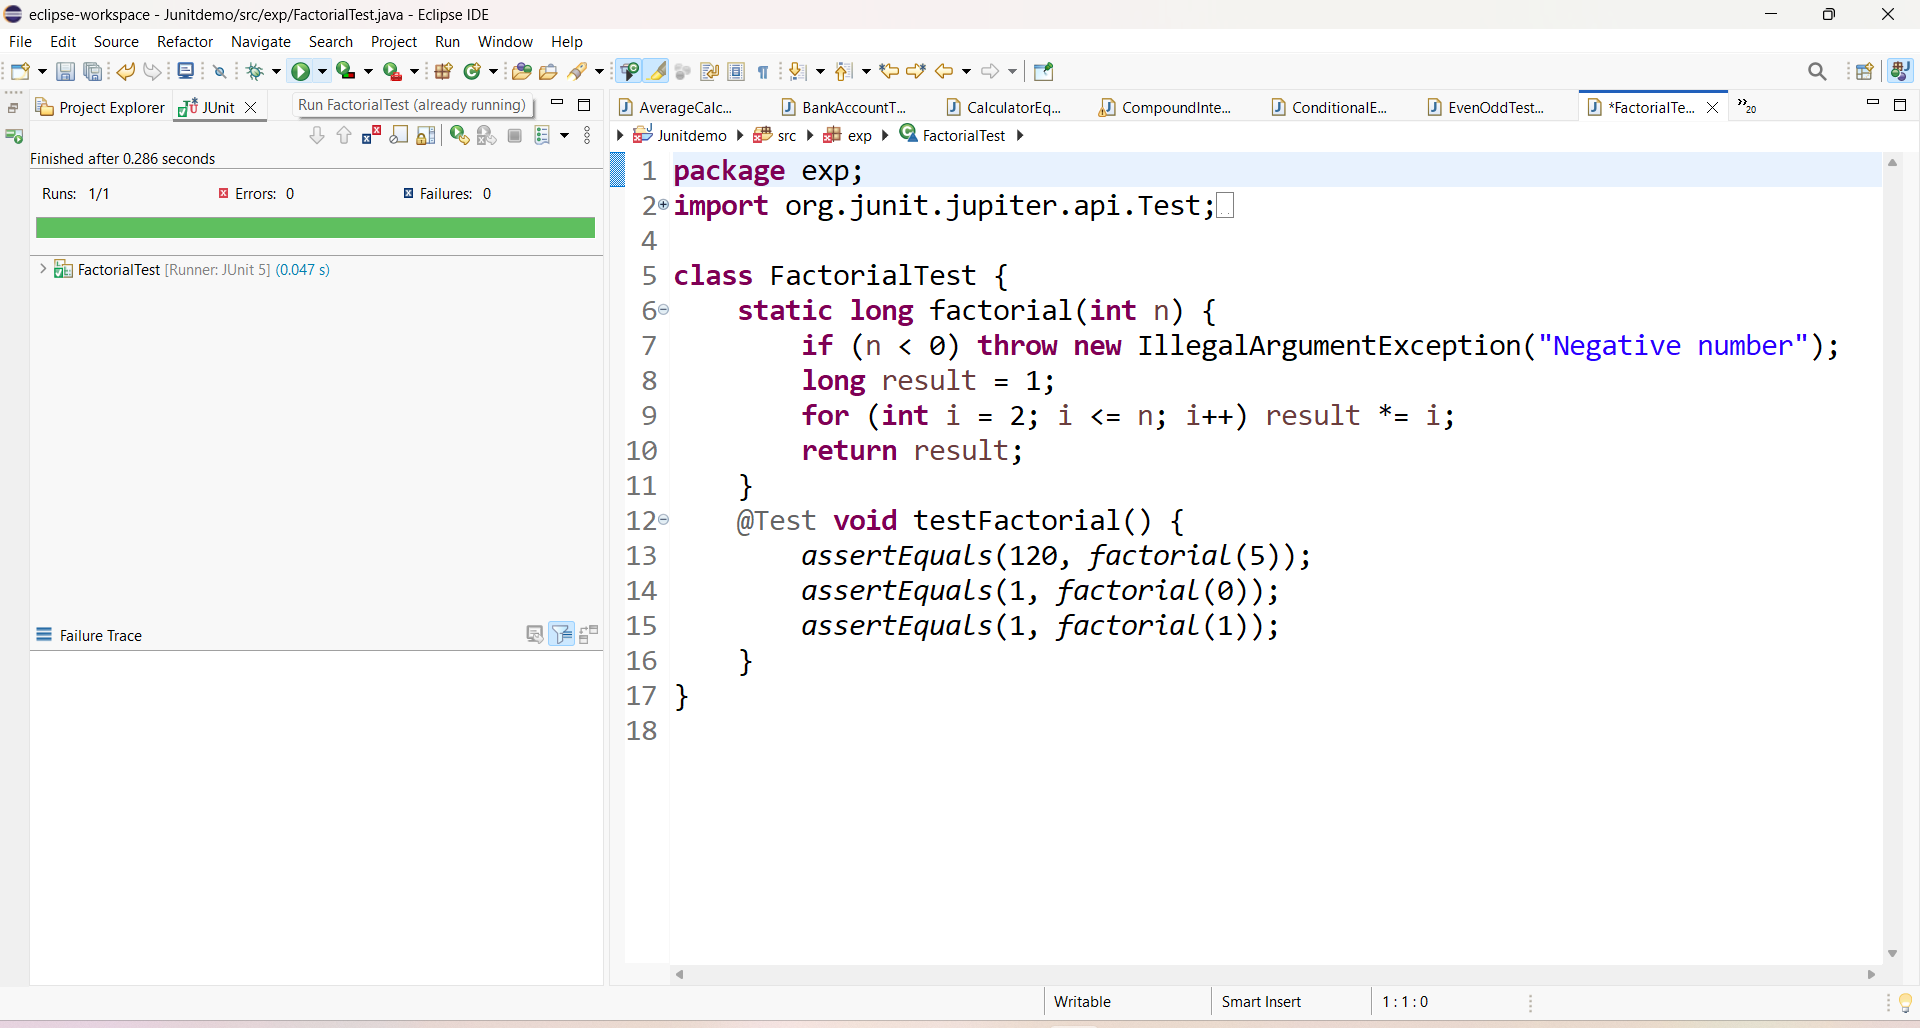 eclipse-workspace - Junitdemo/src/exp/FactorialTest.java - Eclipse IDE
File Edit Source Refactor Navigate Search Project Run Window Help
Project Explorer JUnit Run FactorialTest (already running)
Finished after 0.286 seconds
Runs: 1/1 Errors: 0 Failures: 0
FactorialTest [Runner: JUnit 5] (0.047 s)
Failure Trace
AverageCalc... BankAccountT... CalculatorEq... CompoundInte... ConditionalE... EvenOddTest... *FactorialTe... »20
Junitdemo src exp FactorialTest
1 package exp;
2 import org.junit.jupiter.api.Test;
4
5 class FactorialTest {
6     static long factorial(int n) {
7         if (n < 0) throw new IllegalArgumentException("Negative number");
8         long result = 1;
9         for (int i = 2; i <= n; i++) result *= i;
10         return result;
11     }
12     @Test void testFactorial() {
13         assertEquals(120, factorial(5));
14         assertEquals(1, factorial(0));
15         assertEquals(1, factorial(1));
16     }
17 }
18
Writable Smart Insert 1 : 1 : 0